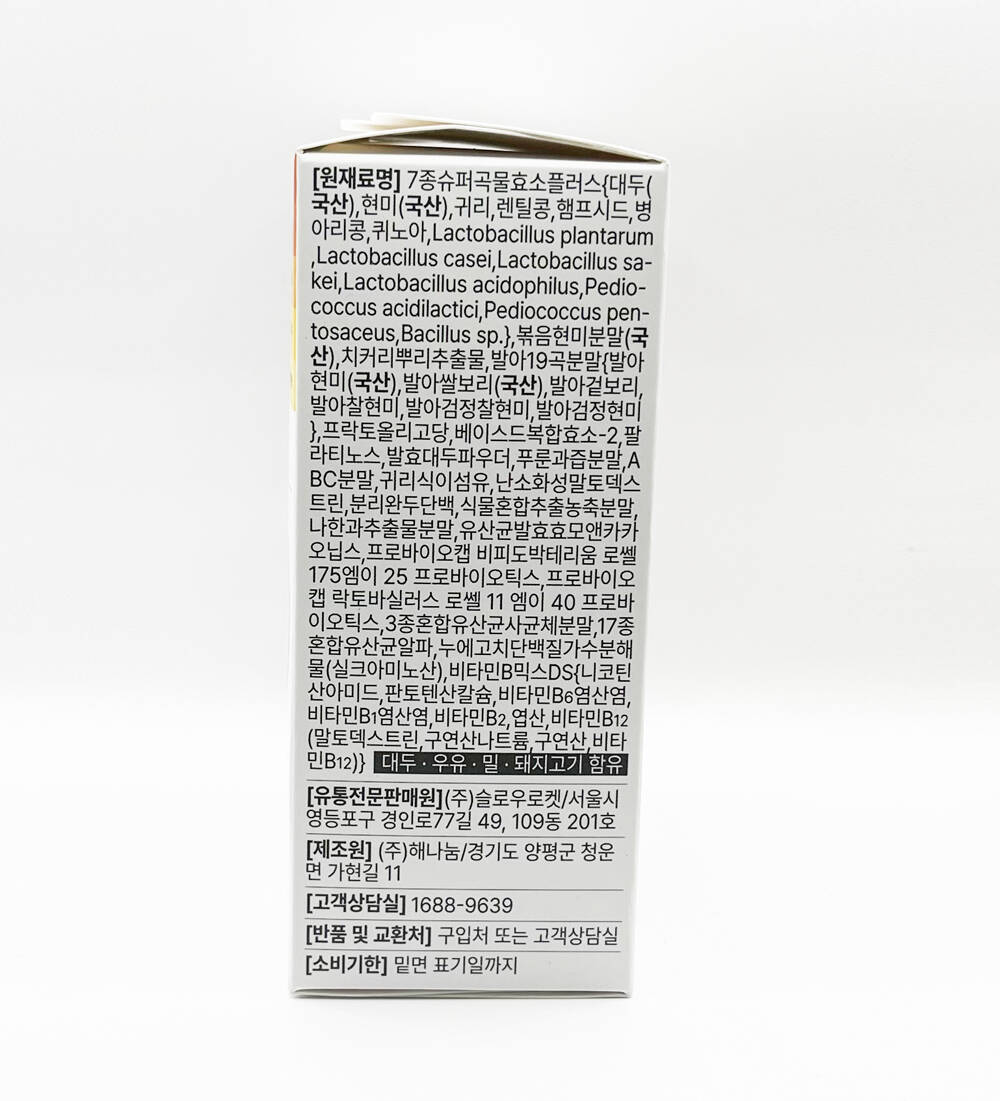 [원재료명] 7종슈퍼곡물효소플러스{대두(
국산),현미(국산),귀리,렌틸콩,햄프시드,병
아리콩,퀴노아,Lactobacillus plantarum
,Lactobacillus casei,Lactobacillus sa-
kei,Lactobacillus acidophilus,Pedio-
coccus acidilactici,Pediococcus pen-
tosaceus,Bacillus sp.},볶음현미분말(국
산),치커리뿌리추출물,발아19곡분말{발아
현미(국산),발아쌀보리(국산),발아겉보리,
발아찰현미,발아검정찰현미,발아검정현미
},프락토올리고당,베이스드복합효소-2,팔
라티노스,발효대두파우더,푸룬과즙분말,A
BC분말,귀리식이섬유,난소화성말토덱스
트린,분리완두단백,식물혼합추출농축분말,
나한과추출물분말,유산균발효효모앤카카
오닙스,프로바이오캡 비피도박테리움 로쎌
175엠이 25 프로바이오틱스,프로바이오
캡 락토바실러스 로쎌 11 엠이 40 프로바
이오틱스,3종혼합유산균사균체분말,17종
혼합유산균알파,누에고치단백질가수분해
물(실크아미노산),비타민B믹스DS{니코틴
산아미드,판토텐산칼슘,비타민B6염산염,
비타민B1염산염,비타민B2,엽산,비타민B12
(말토덱스트린,구연산나트륨,구연산,비타
민B12)} 대두·우유·밀·돼지고기 함유
[유통전문판매원](주)슬로우로켓/서울시
영등포구 경인로77길 49, 109동 201호
[제조원] (주)해나눔/경기도 양평군 청운
면 가현길 11
[고객상담실] 1688-9639
[반품 및 교환처] 구입처 또는 고객상담실
[소비기한] 밑면 표기일까지